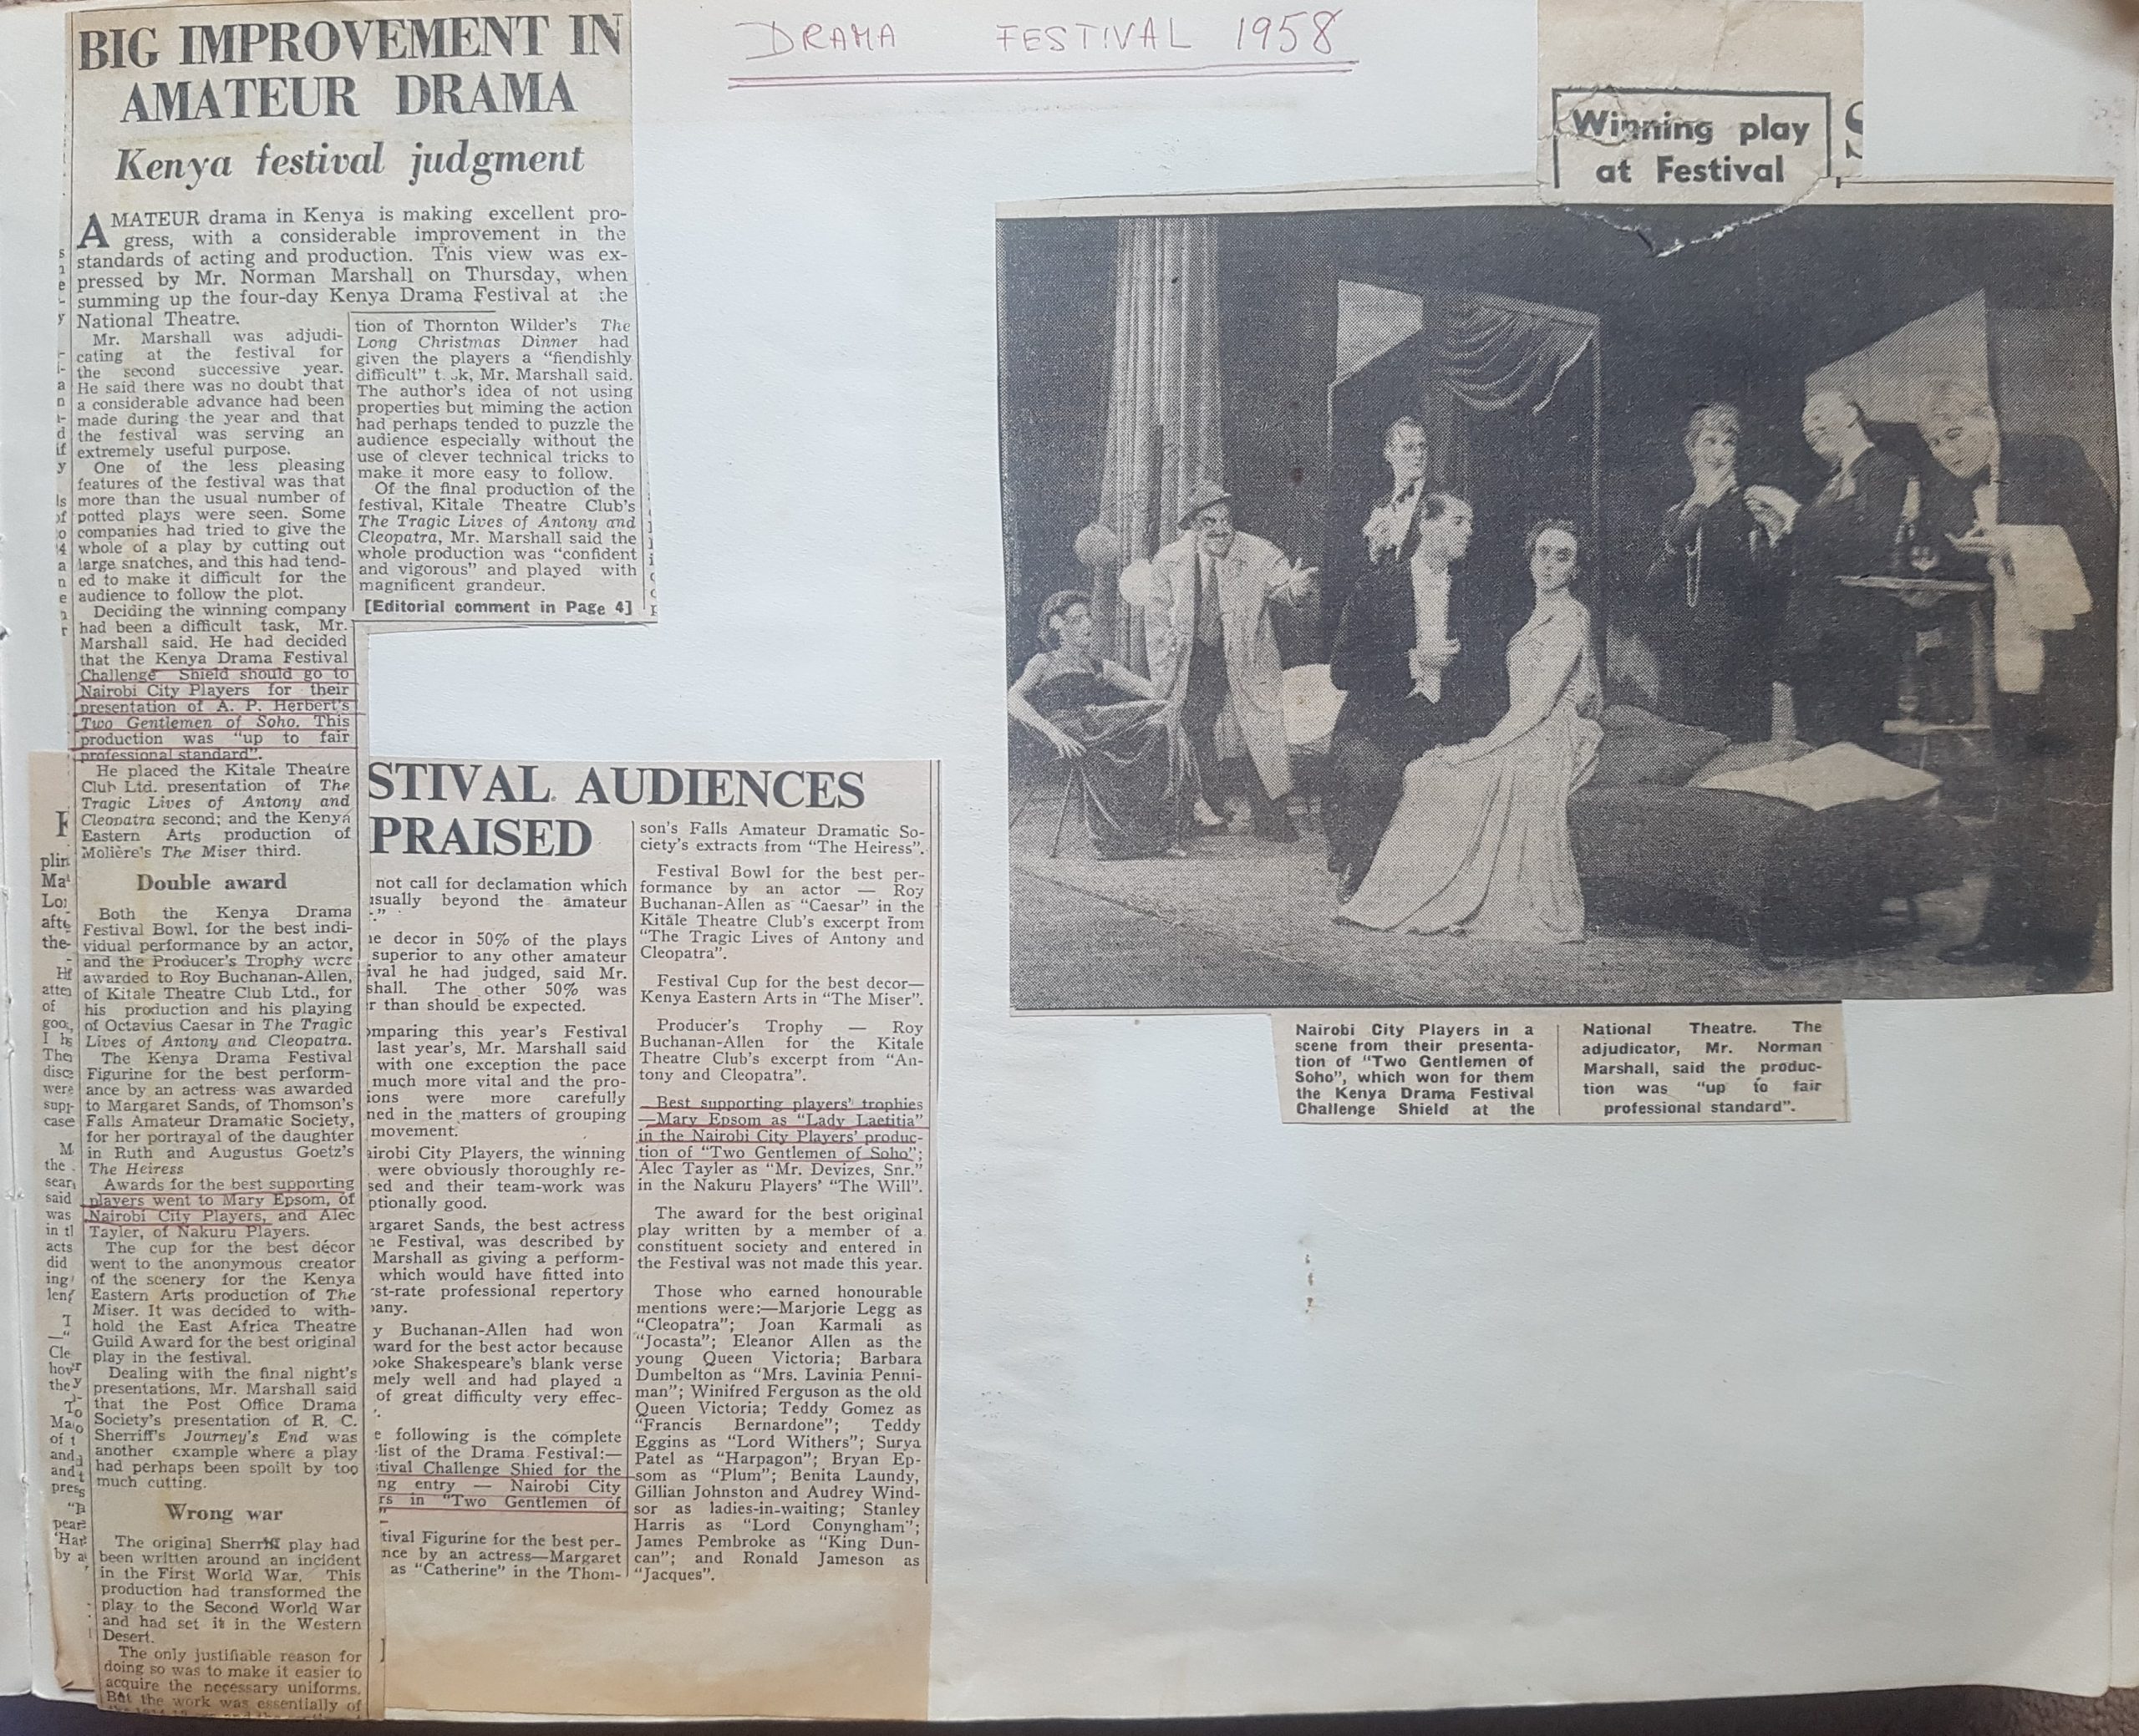 DRAMA FESTIVAL 1958
BIG IMPROVEMENT IN
AMATEUR DRAMA
Kenya festival judgment
AMATEUR drama in Kenya is making excellent pro-
gress, with a considerable improvement in the
standards of acting and production. This view was ex-
pressed by Mr. Norman Marshall on Thursday, when
summing up the four-day Kenya Drama Festival at the
National Theatre.
Mr. Marshall was adjudi-
cating at the festival for
the second successive year.
He said there was no doubt that
a considerable advance had been
made during the year and that
the festival was serving an
extremely useful purpose.
One of the less pleasing
features of the festival was that
more than the usual number of
potted plays were seen. Some
companies had tried to give the
whole of a play by cutting out
large snatches, and this had tend-
ed to make it difficult for the
audience to follow the plot.
Deciding the winning company
had been a difficult task, Mr.
Marshall said. He had decided
that the Kenya Drama Festival
Challenge Shield should go to
Nairobi City Players for their
presentation of A. P. Herbert's
Two Gentlemen of Soho. This
production was "up to fair
professional standard".
He placed the Kitale Theatre
Club Ltd. presentation of The
Tragic Lives of Antony and
Cleopatra second; and the Kenya
Eastern Arts production of
Molière's The Miser third.
Double award
Both the Kenya Drama
Festival Bowl, for the best indi-
vidual performance by an actor,
and the Producer's Trophy were
awarded to Roy Buchanan-Allen,
of Kitale Theatre Club Ltd., for
his production and his playing
of Octavius Caesar in The Tragic
Lives of Antony and Cleopatra.
The Kenya Drama Festival
Figurine for the best perform-
ance by an actress was awarded
to Margaret Sands, of Thomson's
Falls Amateur Dramatic Society,
for her portrayal of the daughter
in Ruth and Augustus Goetz's
The Heiress
Awards for the best supporting
players went to Mary Epsom, of
Nairobi City Players, and Alec
Tayler, of Nakuru Players.
The cup for the best décor
went to the anonymous creator
of the scenery for the Kenya
Eastern Arts production of The
Miser. It was decided to with-
hold the East Africa Theatre
Guild Award for the best original
play in the festival.
Dealing with the final night's
presentations, Mr. Marshall said
that the Post Office Drama
Society's presentation of R. C.
Sherriff's Journey's End was
another example where a play
had perhaps been spoilt by too
much cutting.
Wrong war
The original Sherriff play had
been written around an incident
in the First World War. This
production had transformed the
play to the Second World War
and had set it in the Western
Desert.
The only justifiable reason for
doing so was to make it easier to
acquire the necessary uniforms.
But the work was essentially of
tion of Thornton Wilder's The
Long Christmas Dinner had
given the players a "fiendishly
difficult" t..k, Mr. Marshall said.
The author's idea of not using
properties but miming the action
had perhaps tended to puzzle the
audience especially without the
use of clever technical tricks to
make it more easy to follow.
Of the final production of the
festival, Kitale Theatre Club's
The Tragic Lives of Antony and
Cleopatra, Mr. Marshall said the
whole production was "confident
and vigorous" and played with
magnificent grandeur.
[Editorial comment in Page 4]
STIVAL AUDIENCES
PRAISED
not call for declamation which
usually beyond the amateur
."
he decor in 50% of the plays
superior to any other amateur
ival he had judged, said Mr.
shall. The other 50% was
r than should be expected.
omparing this year's Festival
last year's, Mr. Marshall said
with one exception the pace
much more vital and the pro-
ions were more carefully
ned in the matters of grouping
movement.
airobi City Players, the winning
were obviously thoroughly re-
sed and their team-work was
ptionally good.
argaret Sands, the best actress
he Festival, was described by
Marshall as giving a perform-
which would have fitted into
rst-rate professional repertory
pany.
y Buchanan-Allen had won
ward for the best actor because
poke Shakespeare's blank verse
mely well and had played a
of great difficulty very effec-
e following is the complete
list of the Drama Festival:—
tival Challenge Shied for the
ng entry — Nairobi City
rs in "Two Gentlemen of
"
tival Figurine for the best per-
nce by an actress—Margaret
as "Catherine" in the Thom-
son's Falls Amateur Dramatic So-
ciety's extracts from "The Heiress".
Festival Bowl for the best per-
formance by an actor — Roy
Buchanan-Allen as "Caesar" in the
Kitale Theatre Club's excerpt from
"The Tragic Lives of Antony and
Cleopatra".
Festival Cup for the best decor—
Kenya Eastern Arts in "The Miser".
Producer's Trophy — Roy
Buchanan-Allen for the Kitale
Theatre Club's excerpt from "An-
tony and Cleopatra".
Best supporting players' trophies
—Mary Epsom as "Lady Laetitia"
in the Nairobi City Players' produc-
tion of "Two Gentlemen of Soho";
Alec Tayler as "Mr. Devizes, Snr."
in the Nakuru Players' "The Will".
The award for the best original
play written by a member of a
constituent society and entered in
the Festival was not made this year.
Those who earned honourable
mentions were:—Marjorie Legg as
"Cleopatra"; Joan Karmali as
"Jocasta"; Eleanor Allen as the
young Queen Victoria; Barbara
Dumbelton as "Mrs. Lavinia Penni-
man"; Winifred Ferguson as the old
Queen Victoria; Teddy Gomez as
"Francis Bernardone"; Teddy
Eggins as "Lord Withers"; Surya
Patel as "Harpagon"; Bryan Ep-
som as "Plum"; Benita Laundy,
Gillian Johnston and Audrey Wind-
sor as ladies-in-waiting; Stanley
Harris as "Lord Conyngham";
James Pembroke as "King Dun-
can"; and Ronald Jameson as
"Jacques".
Winning play
at Festival
Nairobi City Players in a
scene from their presenta-
tion of "Two Gentlemen of
Soho", which won for them
the Kenya Drama Festival
Challenge Shield at the
National Theatre. The
adjudicator, Mr. Norman
Marshall, said the produc-
tion was "up to fair
professional standard".